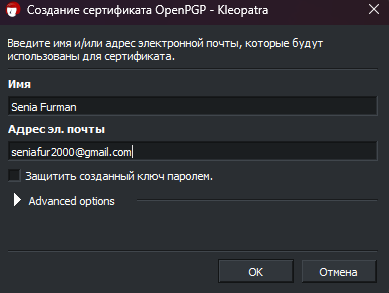 Создание сертификата OpenPGP - Kleopatra
Введите имя и/или адрес электронной почты, которые будут
использованы для сертификата.
Имя
Senia Furman
Адрес эл. почты
seniafur2000@gmail.com
Защитить созданный ключ паролем.
Advanced options
OK
Отмена